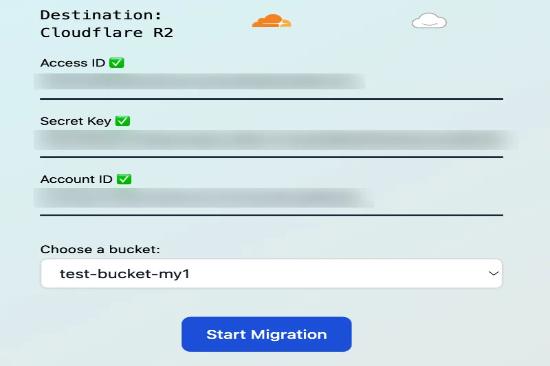 Destination:
Cloudflare R2
Access ID ✅
Secret Key ✅
Account ID ✅
Choose a bucket:
test-bucket-my1
Start Migration